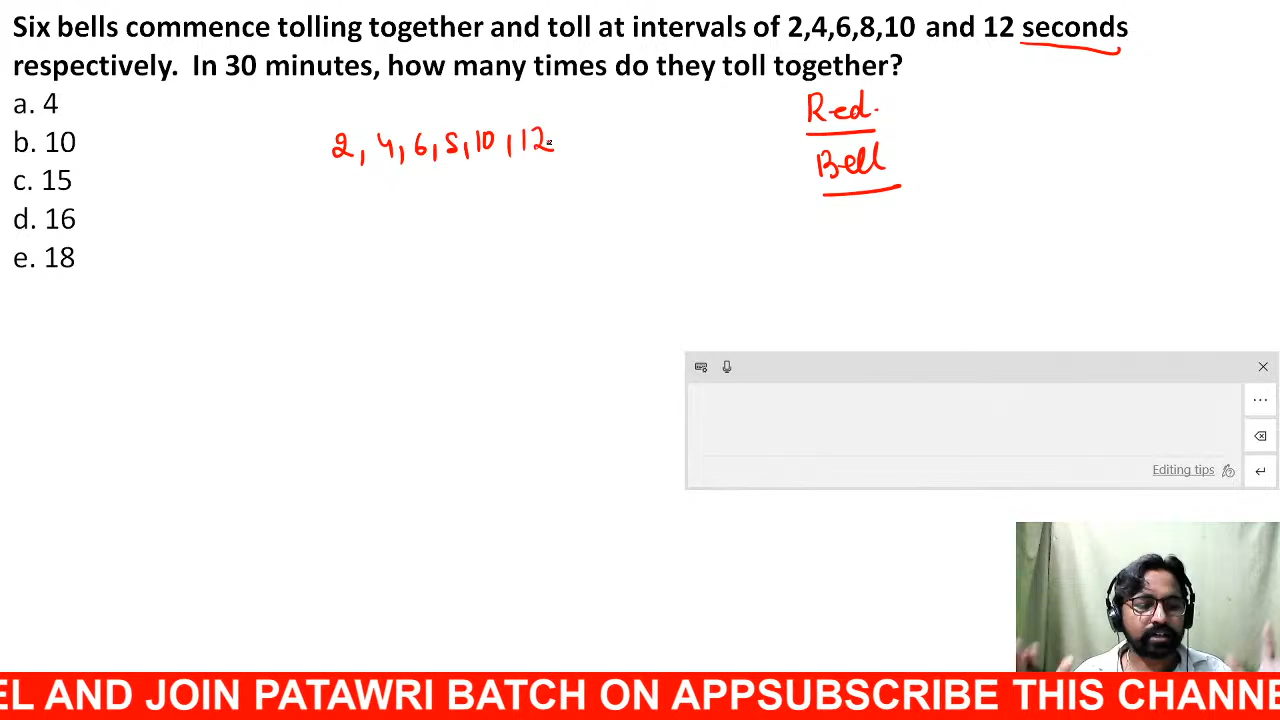 Six bells commence tolling together and toll at intervals of 2,4,6,8,10 and 12 seconds
respectively. In 30 minutes, how many times do they toll together?
a. 4
b. 10
c. 15
d. 16
e. 18
2, 4, 6, 8, 10, 12
Red.
Bell
Editing tips
EL AND JOIN PATAWRI BATCH ON APPSUBSCRIBE THIS CHANNE